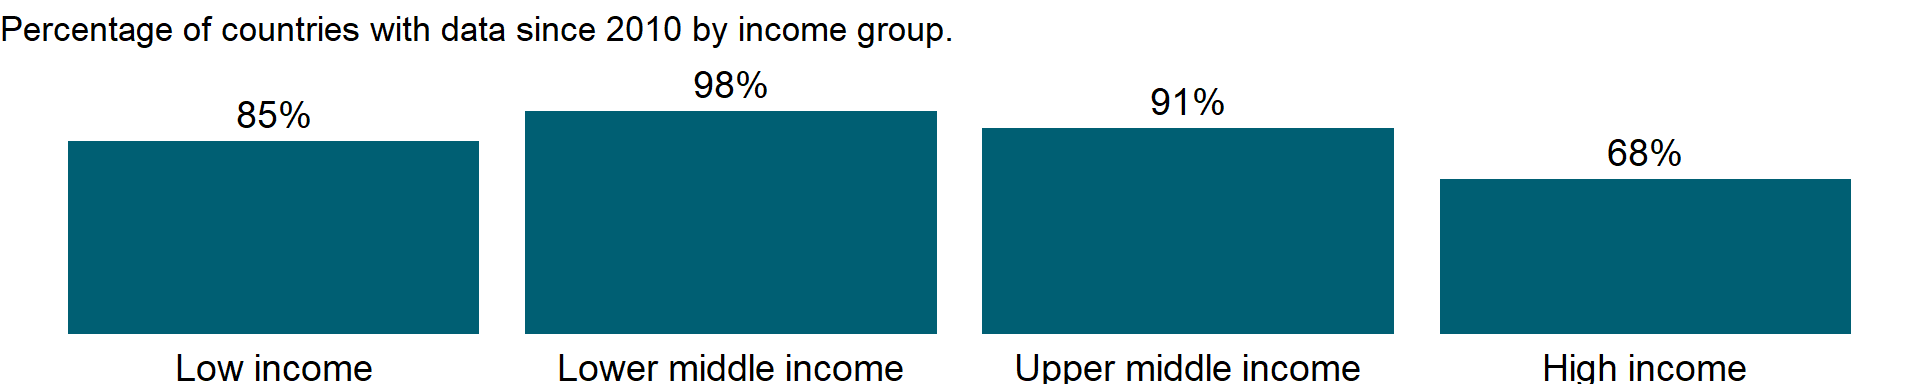 Percentage of countries with data since 2010 by income group.
98%
91%
85%
68%
Low income
Lower middle income
Upper middle income
High income